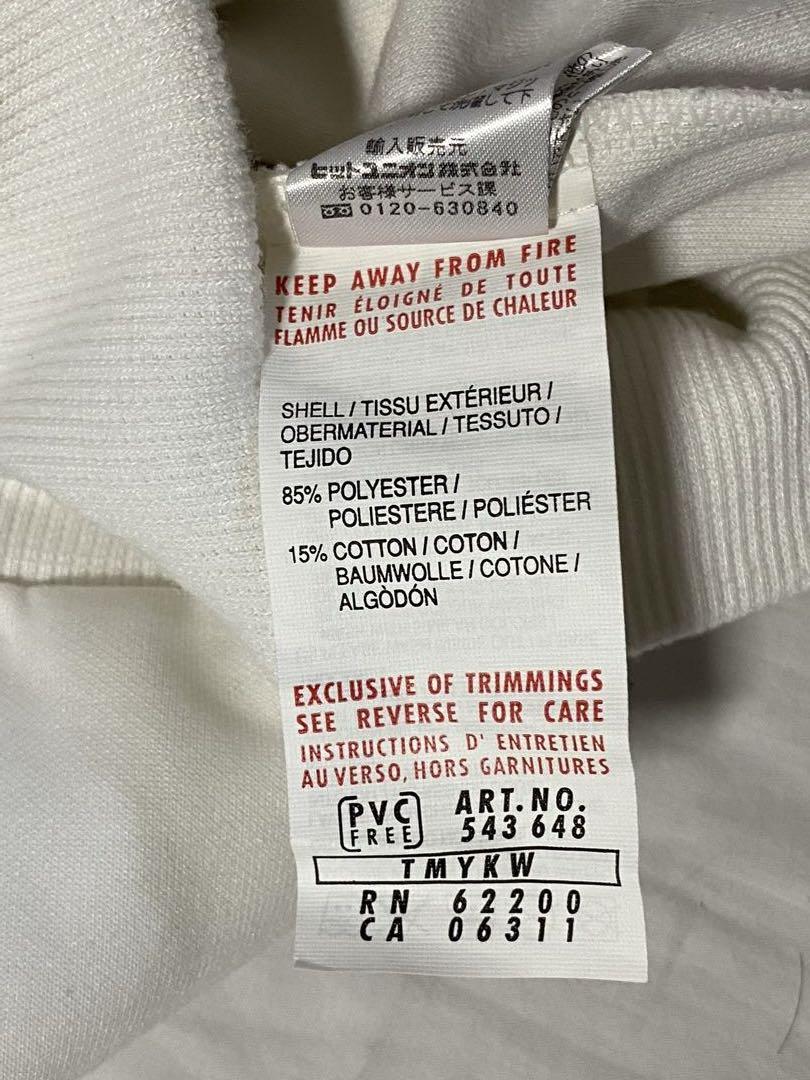 して下
輸入販売元
ヒットユニオン株式会社
お客様サービス課
0120-630840
KEEP AWAY FROM FIRE
TENIR ÉLOIGNÉ DE TOUTE
FLAMME OU SOURCE DE CHALEUR
SHELL / TISSU EXTÉRIEUR /
OBERMATERIAL / TESSUTO /
TEJIDO
85% POLYESTER /
POLIESTERE / POLIÉSTER
15% COTTON / COTON /
BAUMWOLLE / COTONE /
ALGÒDÓN
EXCLUSIVE OF TRIMMINGS
SEE REVERSE FOR CARE
INSTRUCTIONS D' ENTRETIEN
AU VERSO, HORS GARNITURES
PVC FREE
ART.NO.
543 648
TMYKW
RN 62200
CA 06311